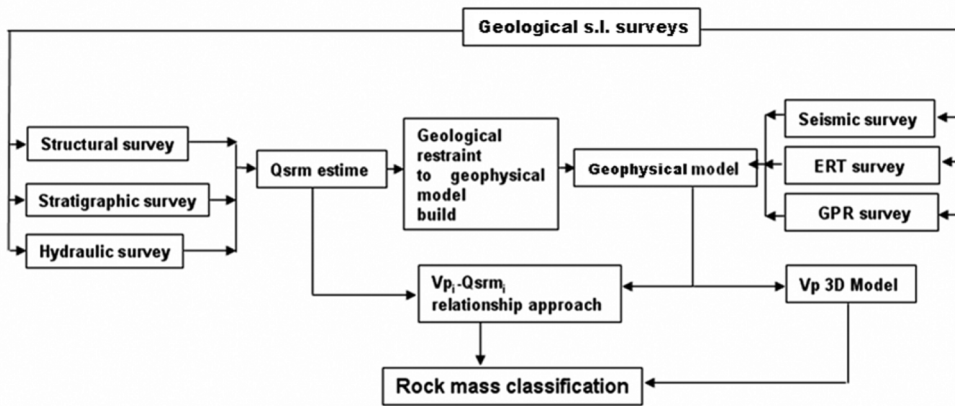 Geological s.l. surveys
Structural survey
Stratigraphic survey
Hydraulic survey
Qsrm estime
Geological
restraint
to geophysical
model
build
Geophysical model
Seismic survey
ERT survey
GPR survey
Vpi-Qsrmi
relationship approach
Vp 3D Model
Rock mass classification